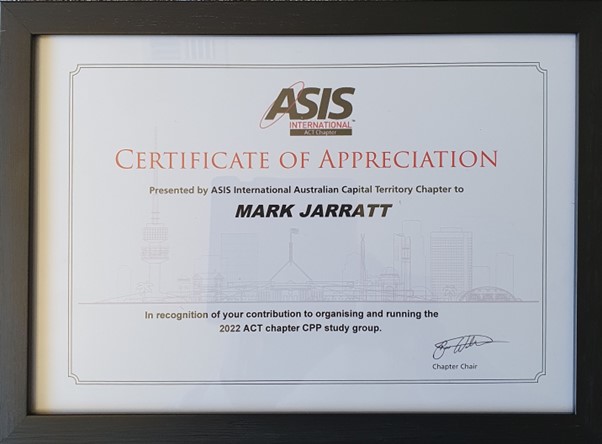 ASIS
INTERNATIONAL™
ACT Chapter
CERTIFICATE OF APPRECIATION
Presented by ASIS International Australian Capital Territory Chapter to
MARK JARRATT
In recognition of your contribution to organising and running the
2022 ACT chapter CPP study group.
Chapter Chair